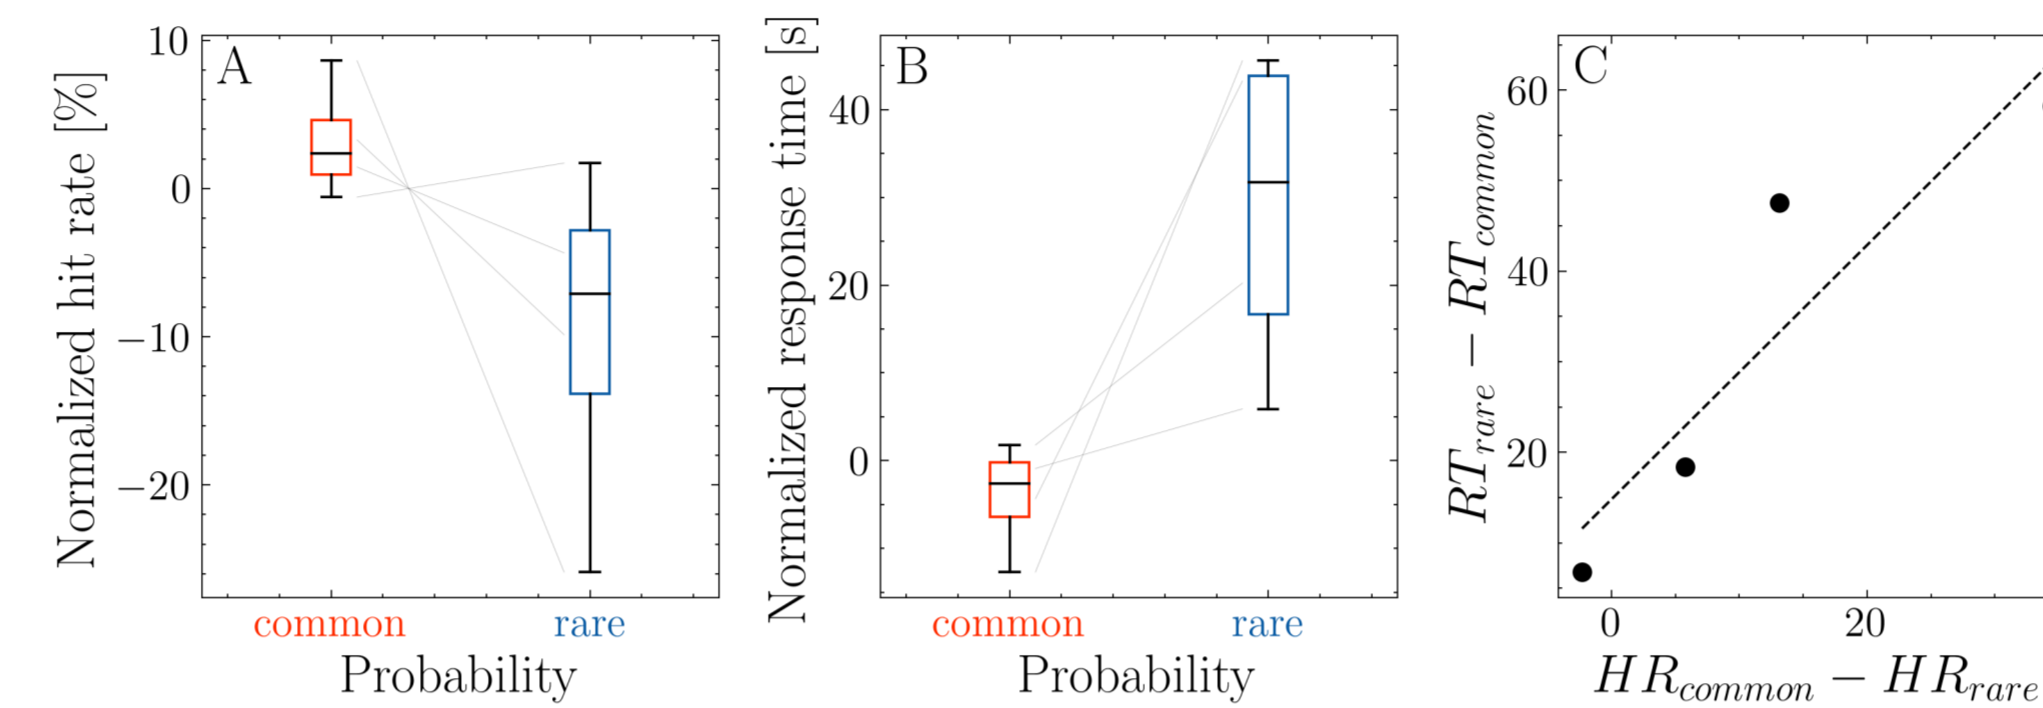 A
Normalized hit rate [%]
10
0
−10
−20
common rare
Probability
B
Normalized response time [s]
40
20
0
common rare
Probability
C
RT_rare − RT_common
60
40
20
0 20
HR_common − HR_rare